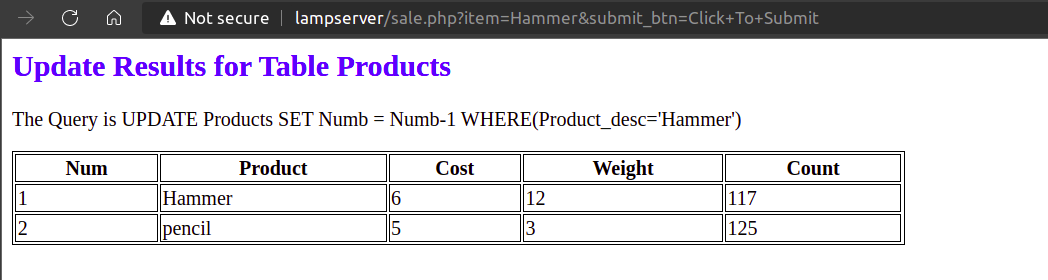 Not secure | lampserver/sale.php?item=Hammer&submit_btn=Click+To+Submit
Update Results for Table Products
The Query is UPDATE Products SET Numb = Numb-1 WHERE(Product_desc='Hammer')
Num Product Cost Weight Count
1 Hammer 6 12 117
2 pencil 5 3 125